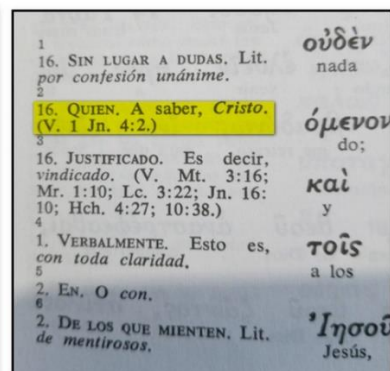 1
16. SIN LUGAR A DUDAS. Lit.
por confesión unánime.
2
16. QUIEN. A saber, Cristo.
(V. 1 Jn. 4:2.)
3
16. JUSTIFICADO. Es decir,
vindicado. (V. Mt. 3:16;
Mr. 1:10; Lc. 3:22; Jn. 16:
10; Hch. 4:27; 10:38.)
4
1. VERBALMENTE. Esto es,
con toda claridad.
5
2. EN. O con.
6
2. DE LOS QUE MIENTEN. Lit.
de mentirosos.
οὐδὲν
nada
όμενον
do;
καὶ
y
τοῖς
a los
Ἰησοῦ
Jesús,